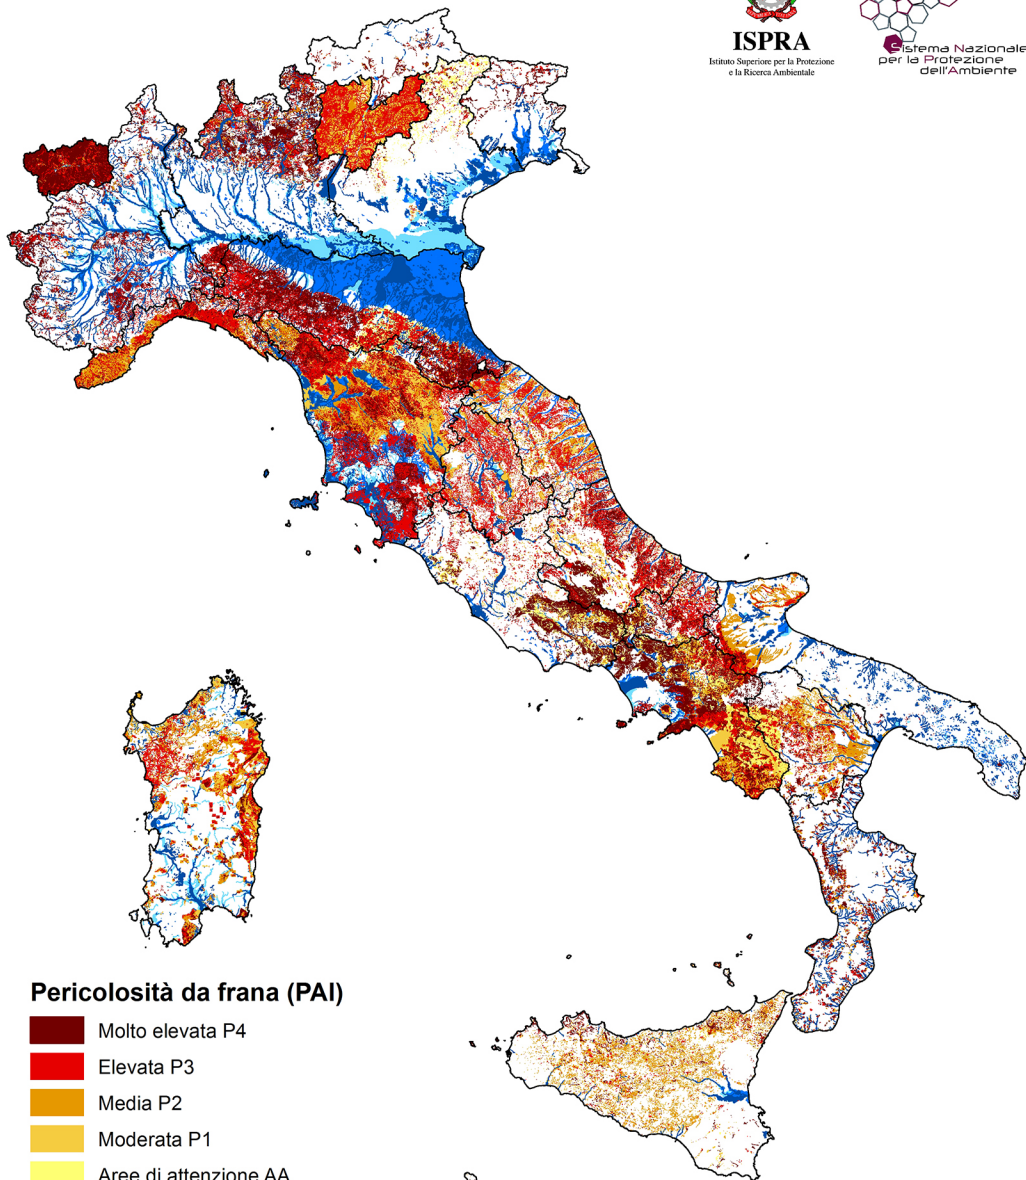 ISPRA
Istituto Superiore per la Protezione
e la Ricerca Ambientale
Sistema Nazionale
per la Protezione
dell'Ambiente
Pericolosità da frana (PAI)
Molto elevata P4
Elevata P3
Media P2
Moderata P1
Aree di attenzione AA